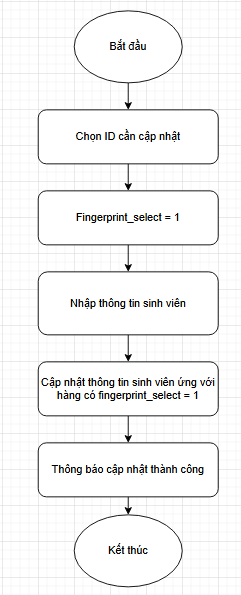 Bắt đầu
Chọn ID cần cập nhật
Fingerprint_select = 1
Nhập thông tin sinh viên
Cập nhật thông tin sinh viên ứng với
hàng có fingerprint_select = 1
Thông báo cập nhật thành công
Kết thúc